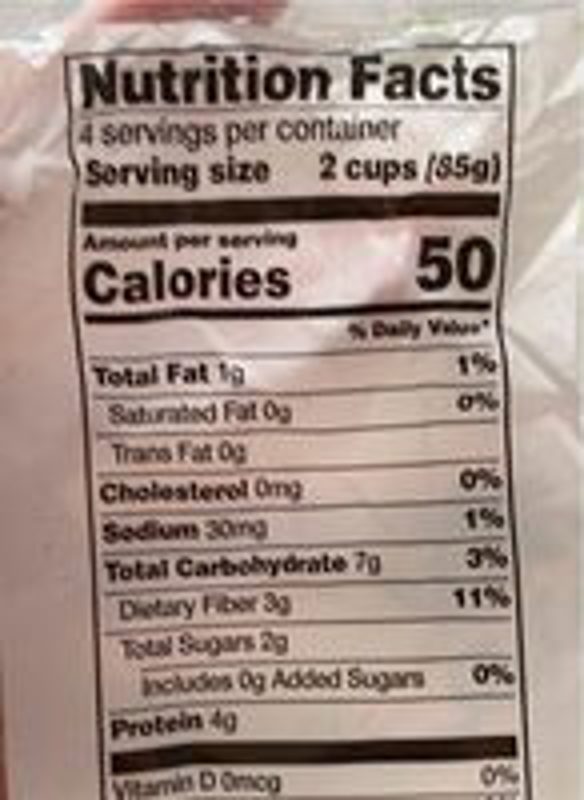 Nutrition Facts
4 servings per container
Serving size 2 cups (85g)
Amount per serving
Calories 50
% Daily Value*
Total Fat 1g 1%
Saturated Fat 0g 0%
Trans Fat 0g
Cholesterol 0mg 0%
Sodium 30mg 1%
Total Carbohydrate 7g 3%
Dietary Fiber 3g 11%
Total Sugars 2g
Includes 0g Added Sugars 0%
Protein 4g
Vitamin D 0mcg 0%